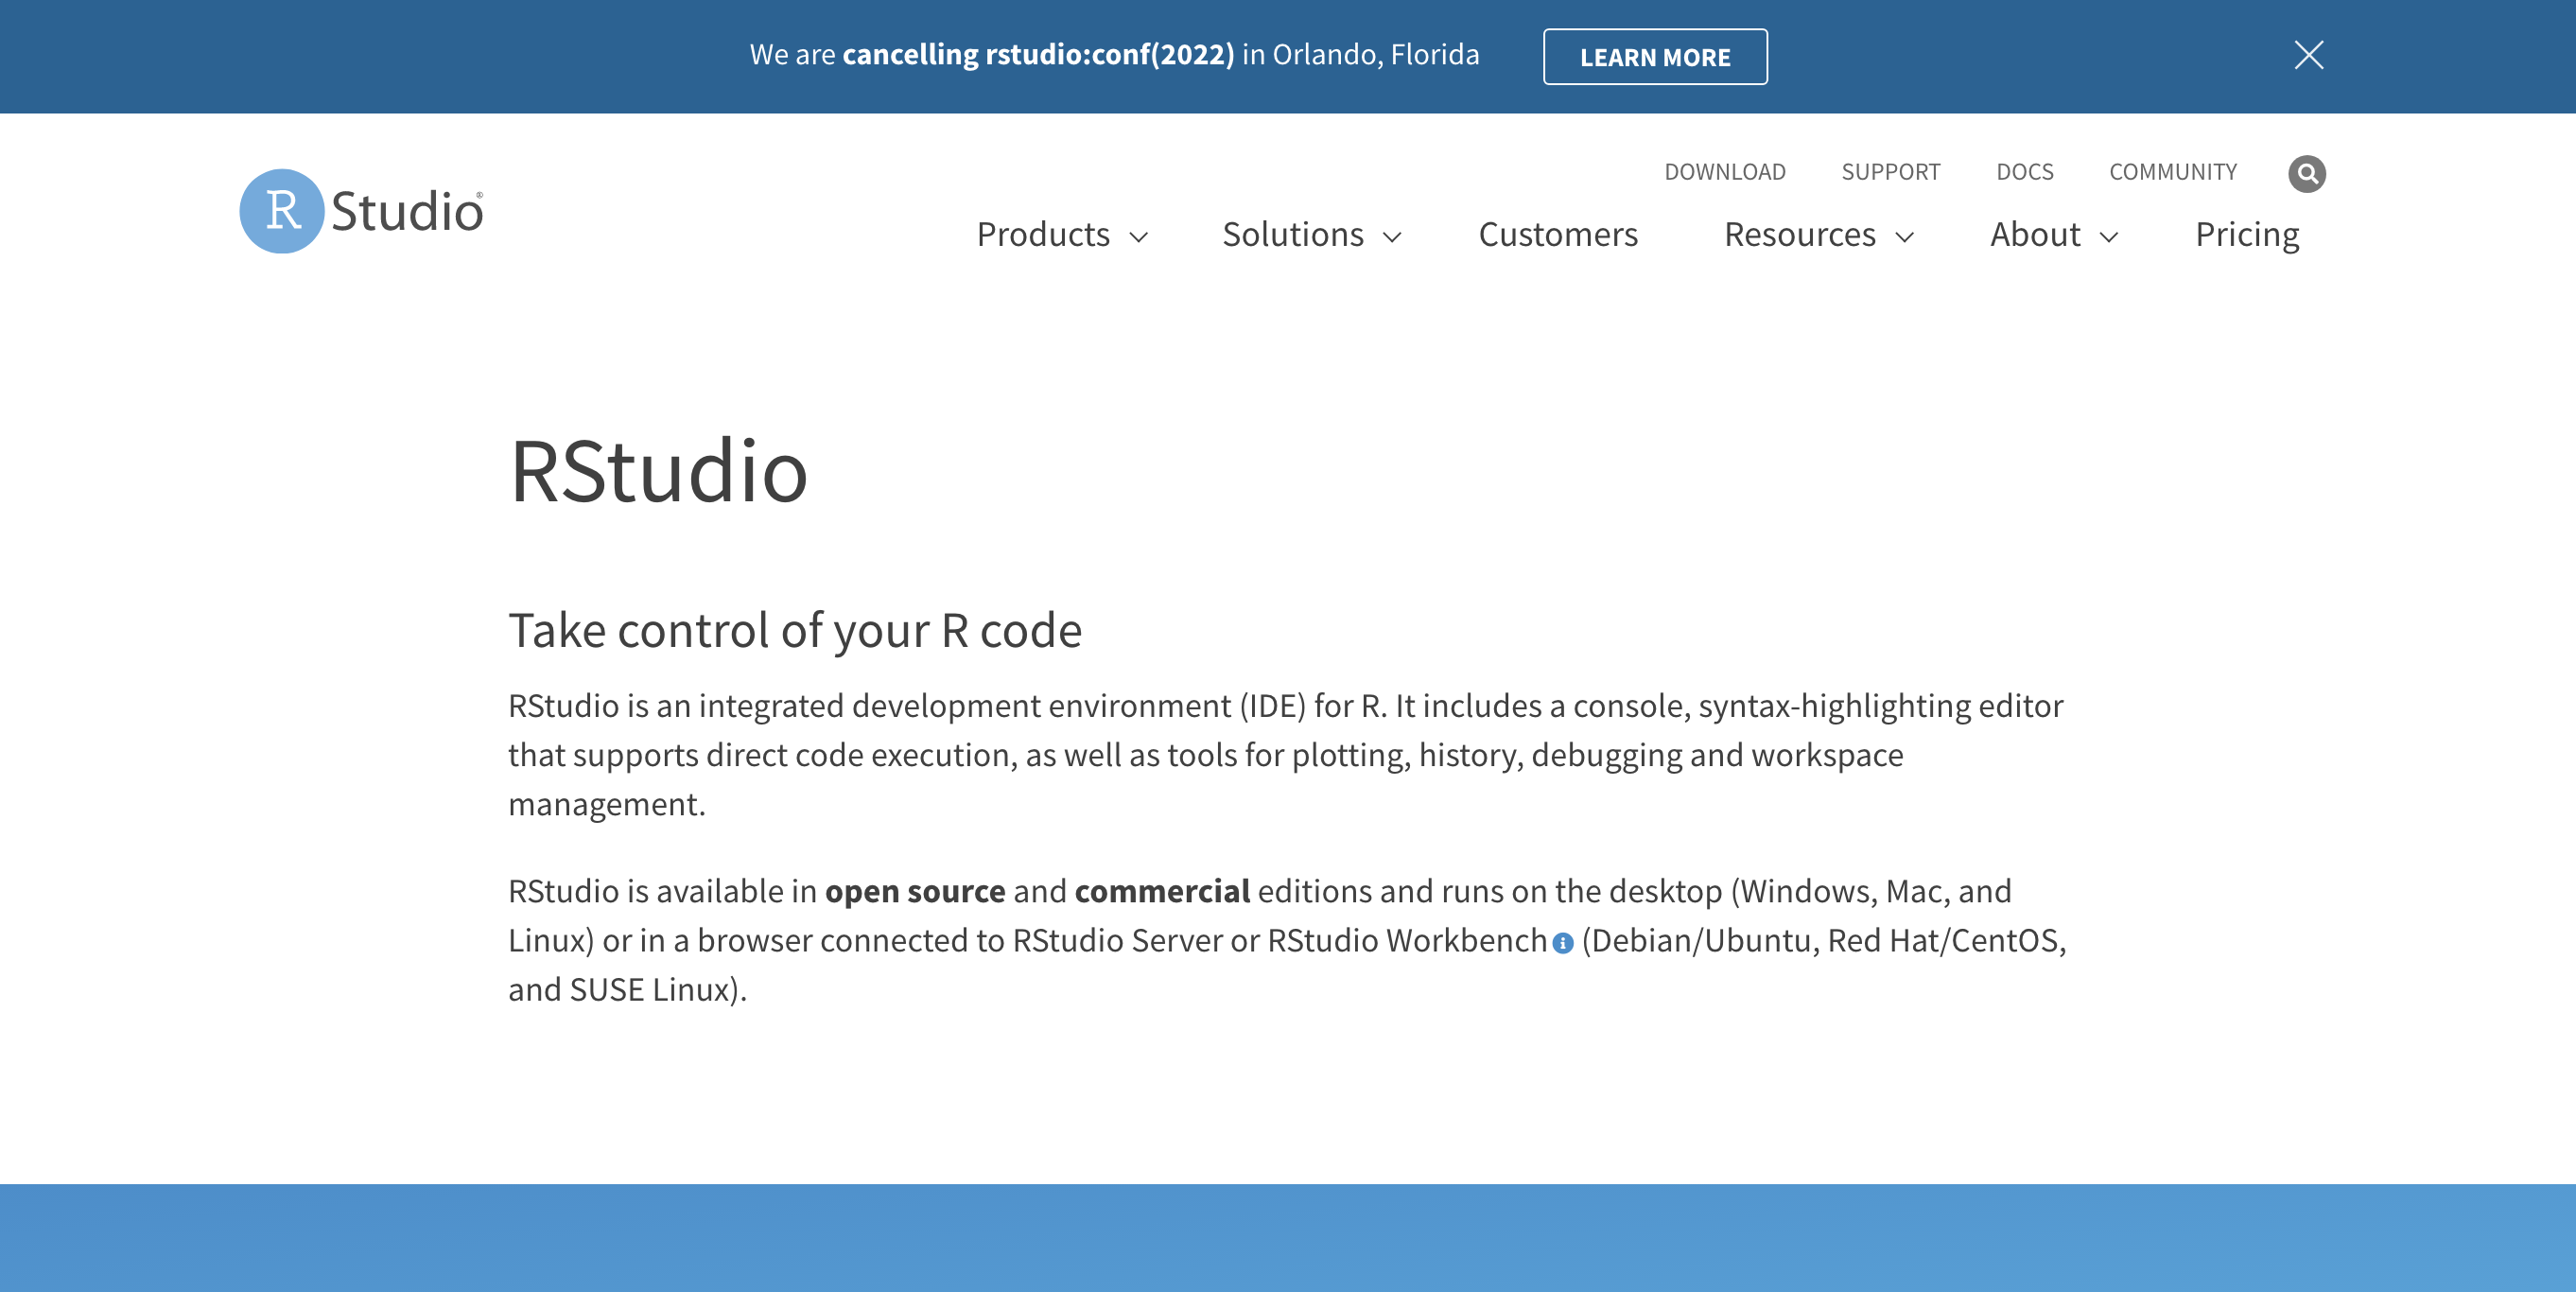 We are cancelling rstudio:conf(2022) in Orlando, Florida LEARN MORE
DOWNLOAD SUPPORT DOCS COMMUNITY
R Studio®
Products Solutions Customers Resources About Pricing
RStudio
Take control of your R code
RStudio is an integrated development environment (IDE) for R. It includes a console, syntax-highlighting editor
that supports direct code execution, as well as tools for plotting, history, debugging and workspace
management.
RStudio is available in open source and commercial editions and runs on the desktop (Windows, Mac, and
Linux) or in a browser connected to RStudio Server or RStudio Workbench (Debian/Ubuntu, Red Hat/CentOS,
and SUSE Linux).